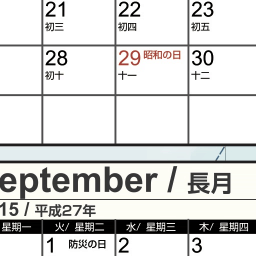 21 22 23
初三 初四 初五
28 29 昭和の日 30
初十 十一 十二
eptember / 長月
15 / 平成27年
星期一 火/ 星期二 水/ 星期三 木/ 星期四
1 防災の日 2 3